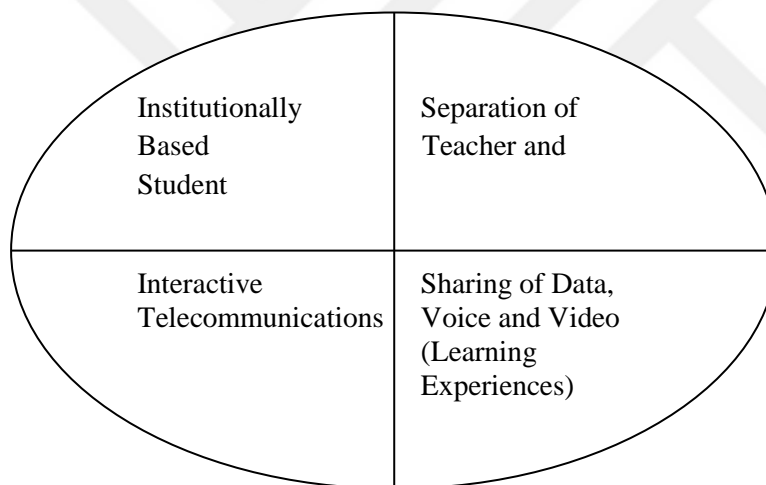 Institutionally
Based
Student
Separation of
Teacher and
Interactive
Telecommunications
Sharing of Data,
Voice and Video
(Learning
Experiences)